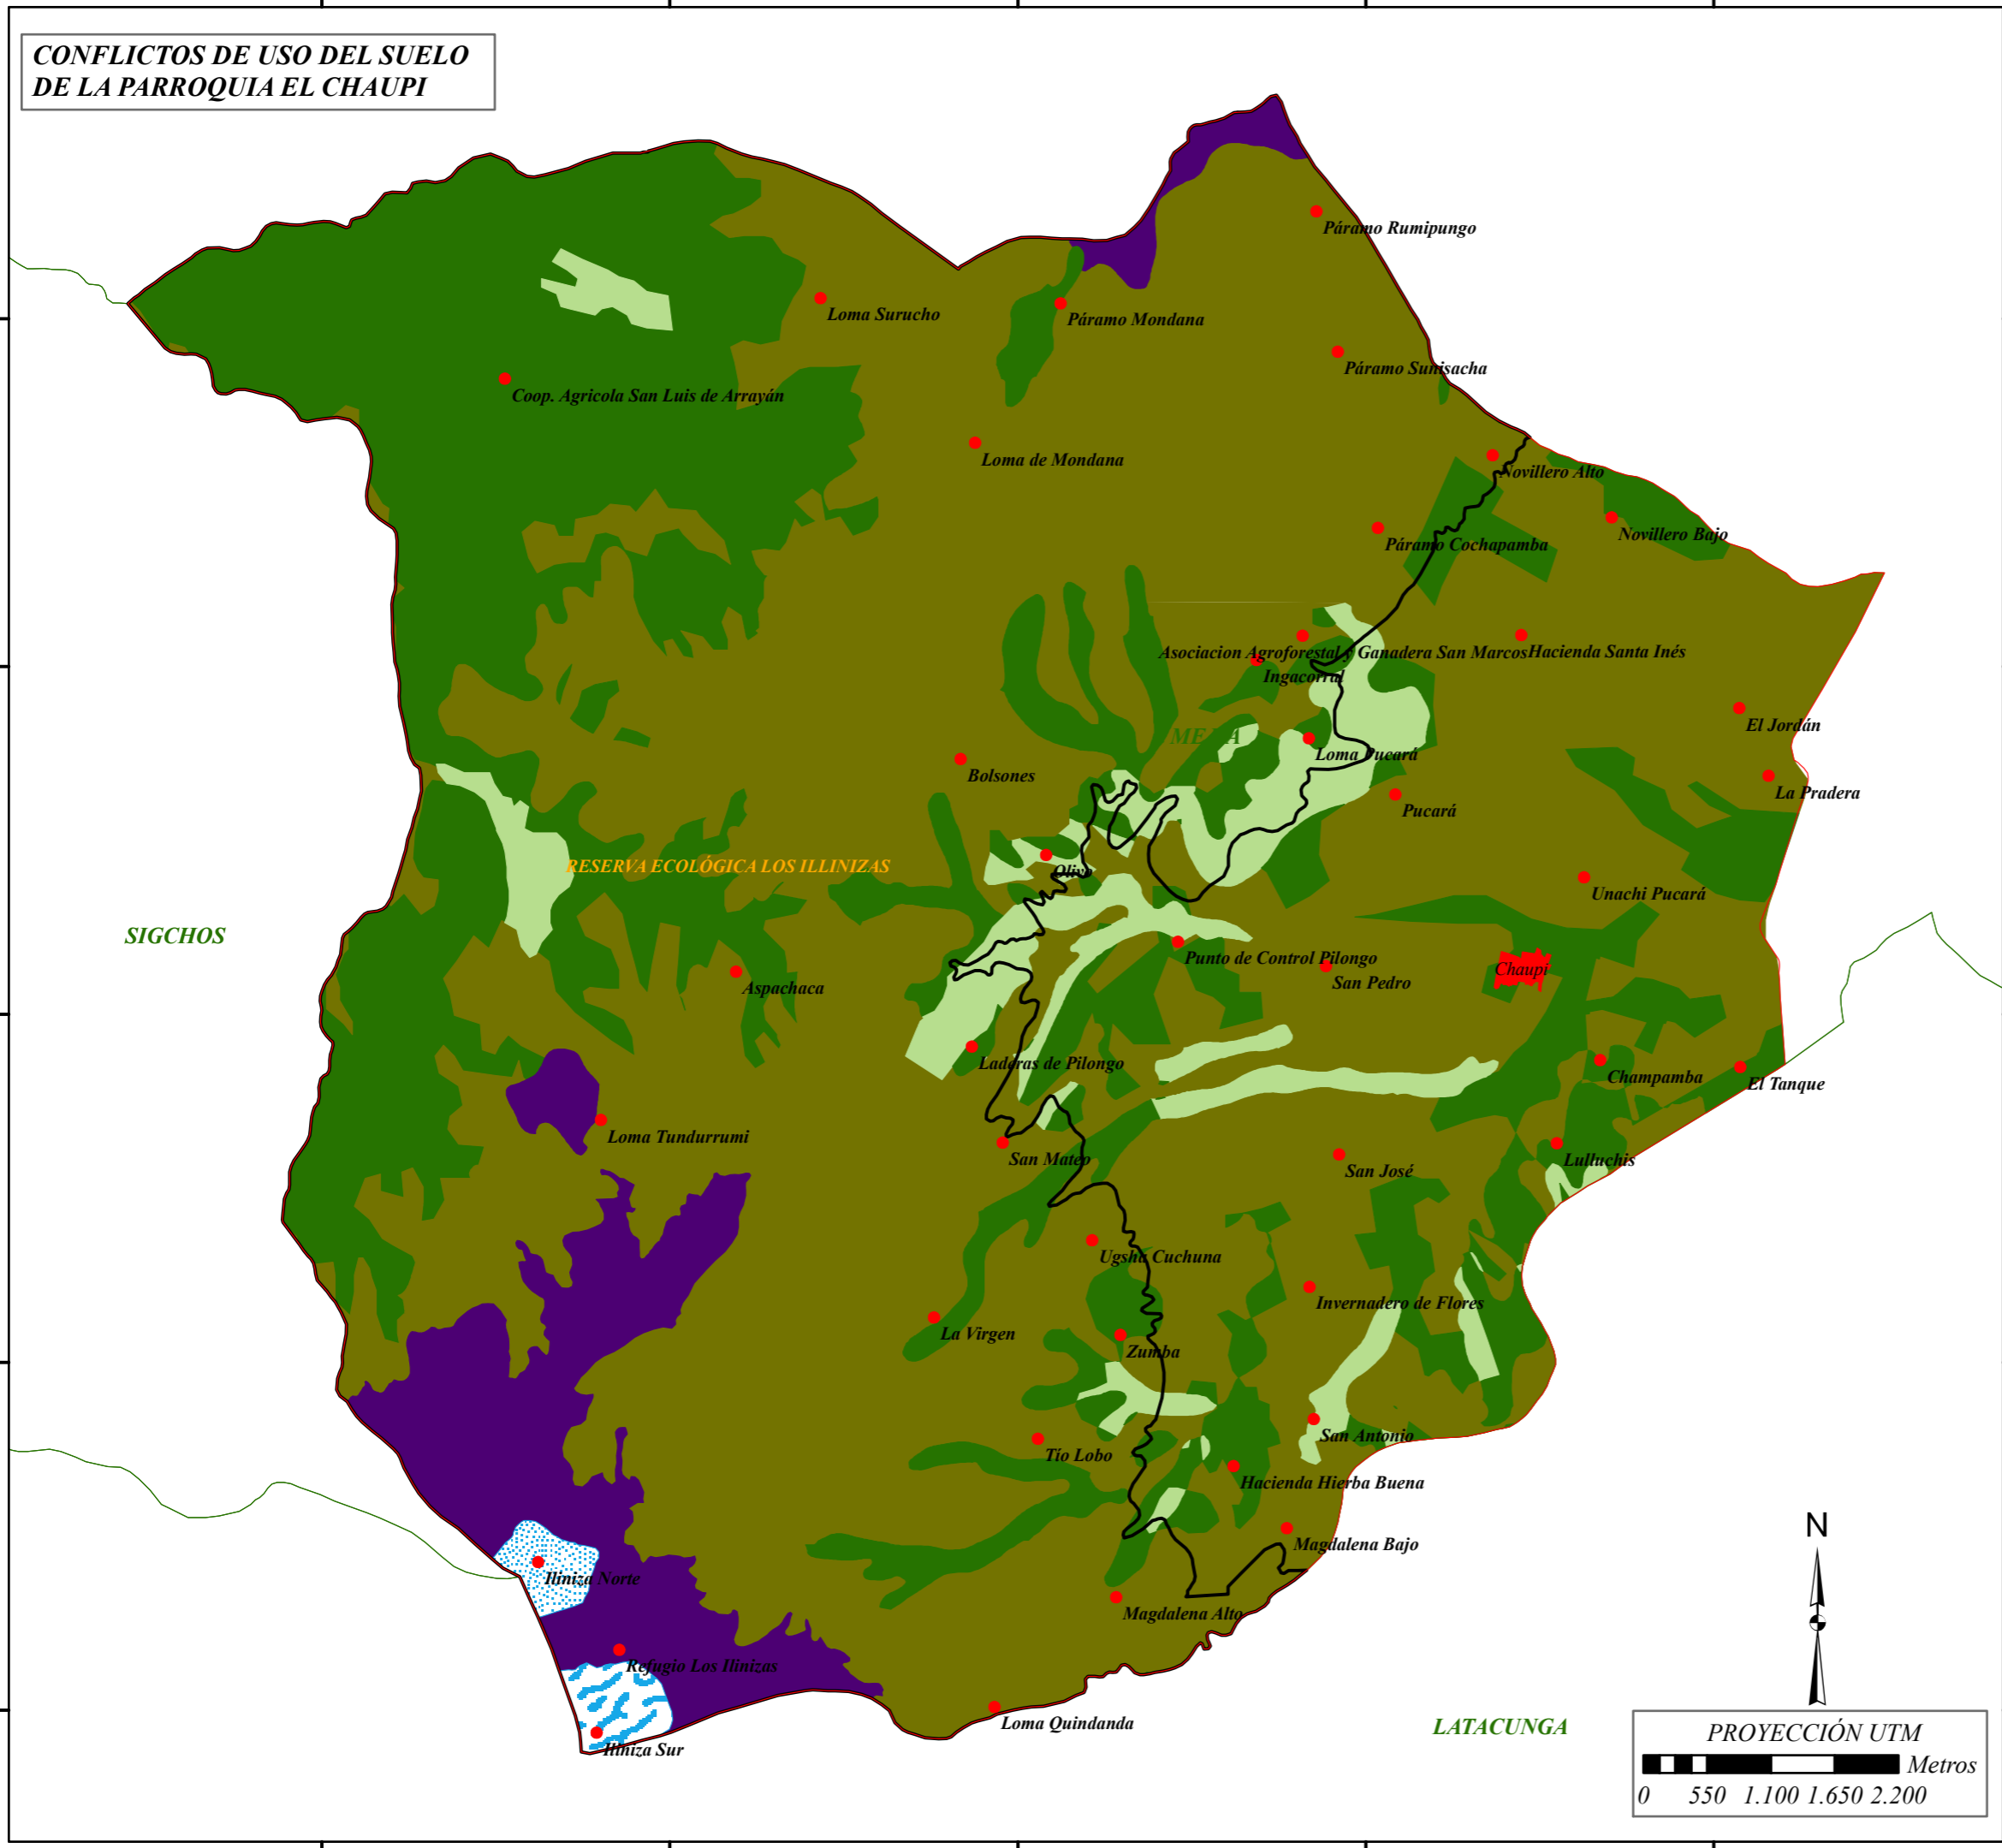 CONFLICTOS DE USO DEL SUELO
DE LA PARROQUIA EL CHAUPI
Páramo Rumipungo
Loma Surucho
Páramo Mondana
Páramo Sunisacha
Coop. Agricola San Luis de Arrayán
Loma de Mondana
Novillero Alto
Novillero Bajo
Páramo Cochapamba
Asociacion Agroforestal y Ganadera San Marcos
Hacienda Santa Inés
Ingacorral
El Jordán
MEJIA
Loma Pucará
Bolsones
La Pradera
Pucará
RESERVA ECOLÓGICA LOS ILLINIZAS
Olivo
Unachi Pucará
SIGCHOS
Punto de Control Pilongo
Chaupi
San Pedro
Aspachaca
Laderas de Pilongo
Champamba
El Tanque
Loma Tundurrumi
San Mateo
Lulluchis
San José
Ugsha Cuchuna
Invernadero de Flores
La Virgen
Zumba
San Antonio
Tío Lobo
Hacienda Hierba Buena
N
Magdalena Bajo
Iliniza Norte
Magdalena Alto
Refugio Los Ilinizas
Loma Quindanda
LATACUNGA
Iliniza Sur
PROYECCIÓN UTM
Metros
0 550 1.100 1.650 2.200